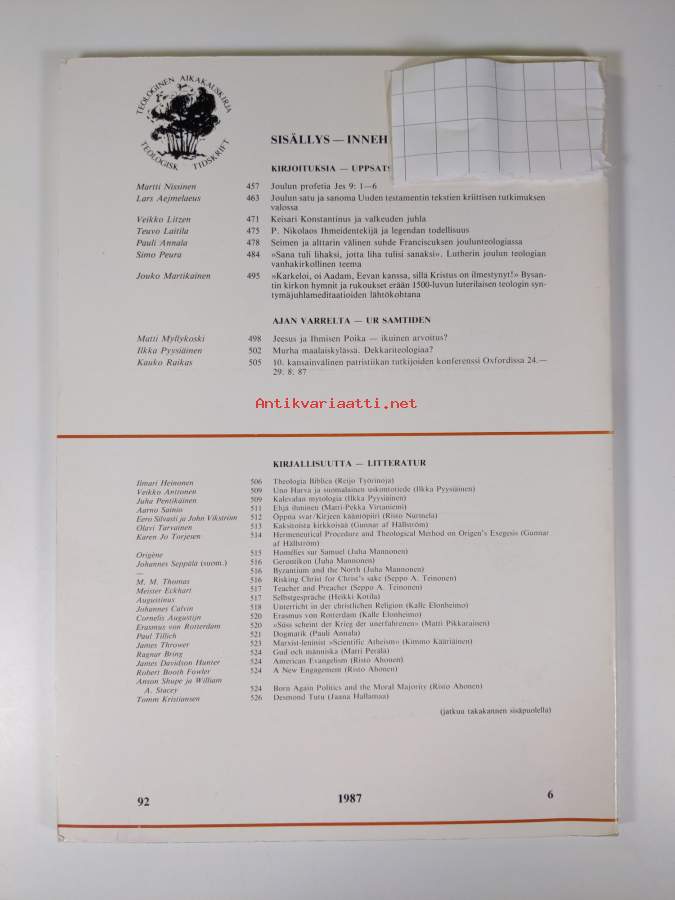 TEOLOGINEN AIKAKAUSKIRJA
TEOLOGISK TIDSKRIFT
SISÄLLYS — INNEH
KIRJOITUKSIA — UPPSATS
Martti Nissinen 457 Joulun profetia Jes 9: 1—6
Lars Aejmelaeus 463 Joulun satu ja sanoma Uuden testamentin tekstien kriittisen tutkimuksen
valossa
Veikko Litzen 471 Keisari Konstantinus ja valkeuden juhla
Teuvo Laitila 475 P. Nikolaos Ihmeidentekijä ja legendan todellisuus
Pauli Annala 478 Seimen ja alttarin välinen suhde Franciscuksen joulunteologiassa
Simo Peura 484 »Sana tuli lihaksi, jotta liha tulisi sanaksi». Lutherin joulun teologian
vanhakirkollinen teema
Jouko Martikainen 495 »Karkeloi, oi Aadam, Eevan kanssa, sillä Kristus on ilmestynyt!» Bysan-
tin kirkon hymnit ja rukoukset erään 1500-luvun luterilaisen teologin syn-
tymäjuhlameditaatioiden lähtökohtana
AJAN VARRELTA — UR SAMTIDEN
Matti Myllykoski 498 Jeesus ja Ihmisen Poika — ikuinen arvoitus?
Ilkka Pyysiäinen 502 Murha maalaiskylässä. Dekkariteologiaa?
Kauko Raikas 505 10. kansainvälinen patristiikan tutkijoiden konferenssi Oxfordissa 24.—
29. 8. 87
Antikvariaatti.net
KIRJALLISUUTTA — LITTERATUR
Ilmari Heinonen 506 Theologia Biblica (Reijo Työrinoja)
Veikko Anttonen 509 Uno Harva ja suomalainen uskontotiede (Ilkka Pyysiäinen)
Juha Pentikäinen 509 Kalevalan mytologia (Ilkka Pyysiäinen)
Aarno Sainio 511 Ehjä ihminen (Matti-Pekka Virtaniemi)
Eero Silvasti ja John Vikström 512 Öppna svar/Kirjeen kääntöpiiri (Risto Nurmela)
Olavi Tarvainen 513 Kaksitoista kirkkoisää (Gunnar af Hällström)
Karen Jo Torjesen 514 Hermeneutical Procedure and Theological Method on Origen's Exegesis (Gunnar
af Hällström)
Origène 515 Homélies sur Samuel (Juha Mannonen)
Johannes Seppälä (suom.) 516 Gerontikon (Juha Mannonen)
— 516 Byzantium and the North (Juha Mannonen)
M. M. Thomas 516 Risking Christ for Christ's sake (Seppo A. Teinonen)
Meister Eckhart 517 Teacher and Preacher (Seppo A. Teinonen)
Augustinus 517 Selbstgespräche (Heikki Kotila)
Johannes Calvin 518 Unterricht in der christlichen Religion (Kalle Elonheimo)
Cornelis Augustijn 520 Erasmus von Rotterdam (Kalle Elonheimo)
Erasmus von Rotterdam 520 »Süss scheint der Krieg der unerfahrenen» (Matti Pikkarainen)
Paul Tillich 521 Dogmatik (Pauli Annala)
James Thrower 523 Marxist-leninist »Scientific Atheism» (Kimmo Kääriäinen)
Ragnar Bring 524 Gud och människa (Matti Perälä)
James Davidson Hunter 524 American Evangelism (Risto Ahonen)
Robert Booth Fowler 524 A New Engagement (Risto Ahonen)
Anson Shupe ja William
A. Stacey 524 Born Again Politics and the Moral Majority (Risto Ahonen)
Tomm Kristiansen 526 Desmond Tutu (Jaana Hallamaa)
(jatkuu takakannen sisäpuolella)
92 1987 6